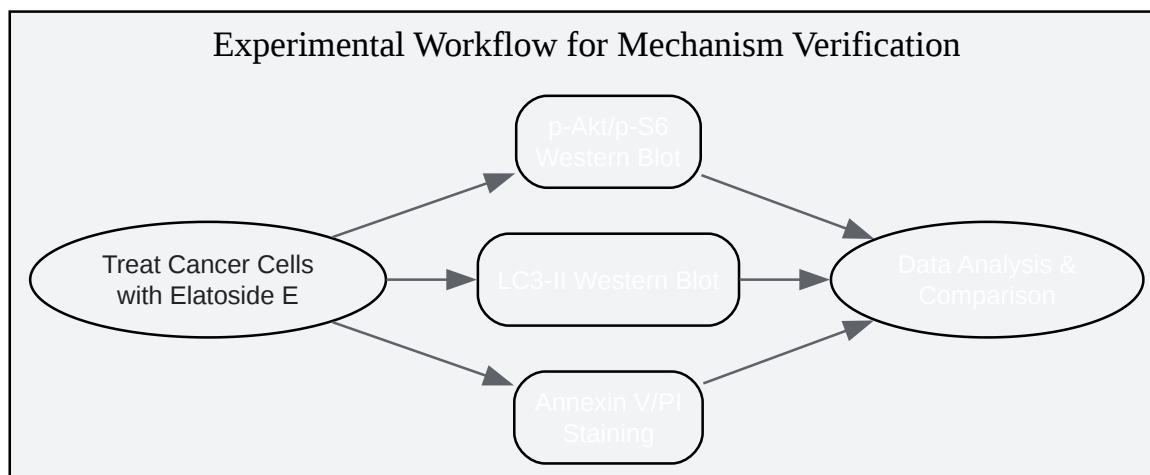 Experimental Workflow for Mechanism Verification
p-Akt/p-S6
Western Blot
Treat Cancer Cells
with Elatoside E
LC3-II Western Blot
Data Analysis &
Comparison
Annexin V/PI
Staining